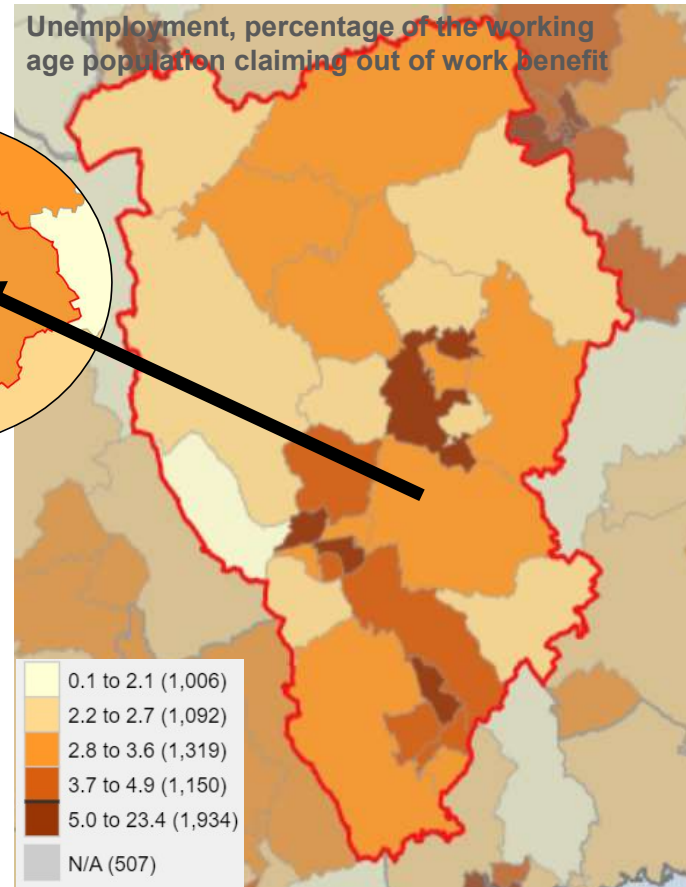 Unemployment, percentage of the working
age population claiming out of work benefit
0.1 to 2.1 (1,006)
2.2 to 2.7 (1,092)
2.8 to 3.6 (1,319)
3.7 to 4.9 (1,150)
5.0 to 23.4 (1,934)
N/A (507)